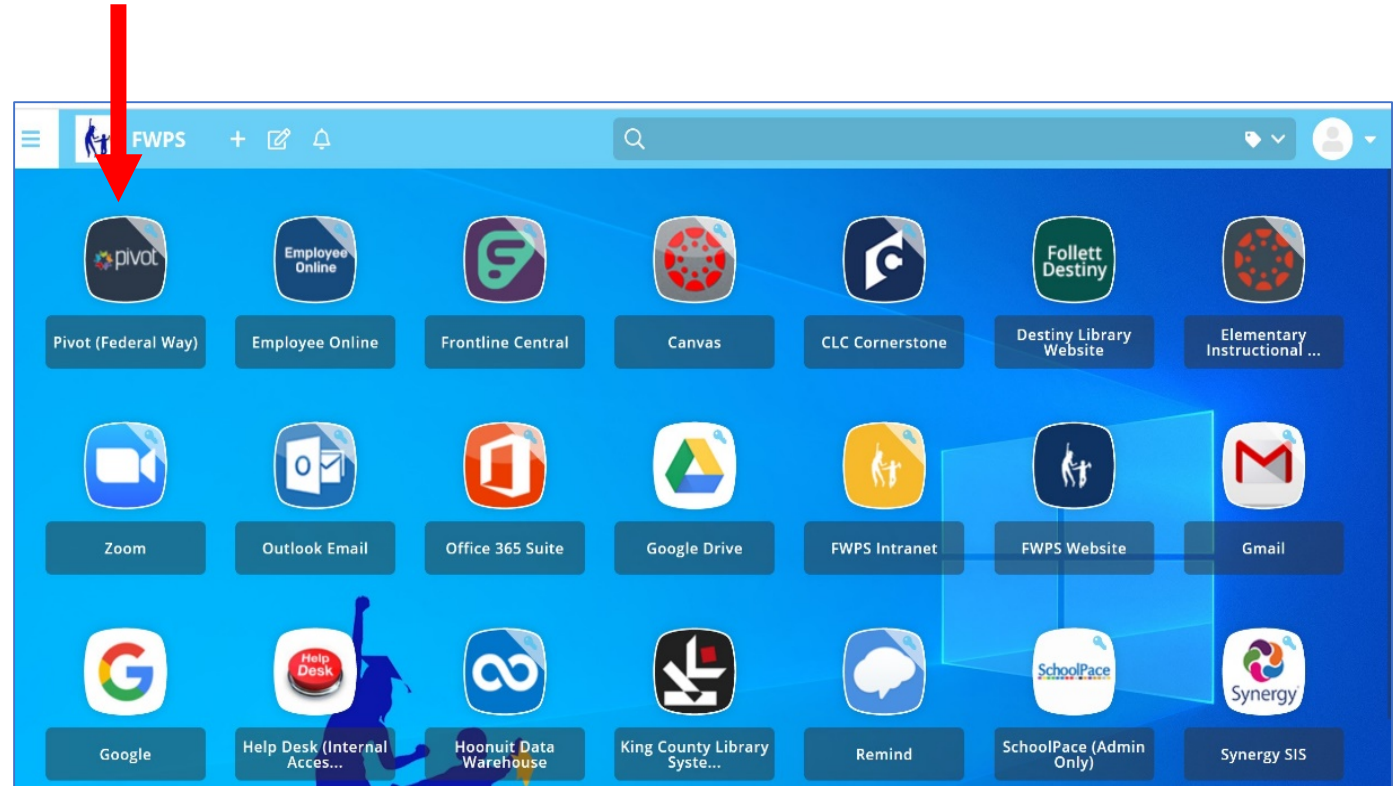 FWPS
pivot
Employee
Online
Follett
Destiny
Pivot (Federal Way)
Employee Online
Frontline Central
Canvas
CLC Cornerstone
Destiny Library
Website
Elementary
Instructional ...
Zoom
Outlook Email
Office 365 Suite
Google Drive
FWPS Intranet
FWPS Website
Gmail
Help
Desk
SchoolPace
Synergy
Google
Help Desk (Internal
Acces...
Hoonuit Data
Warehouse
King County Library
Syste...
Remind
SchoolPace (Admin
Only)
Synergy SIS